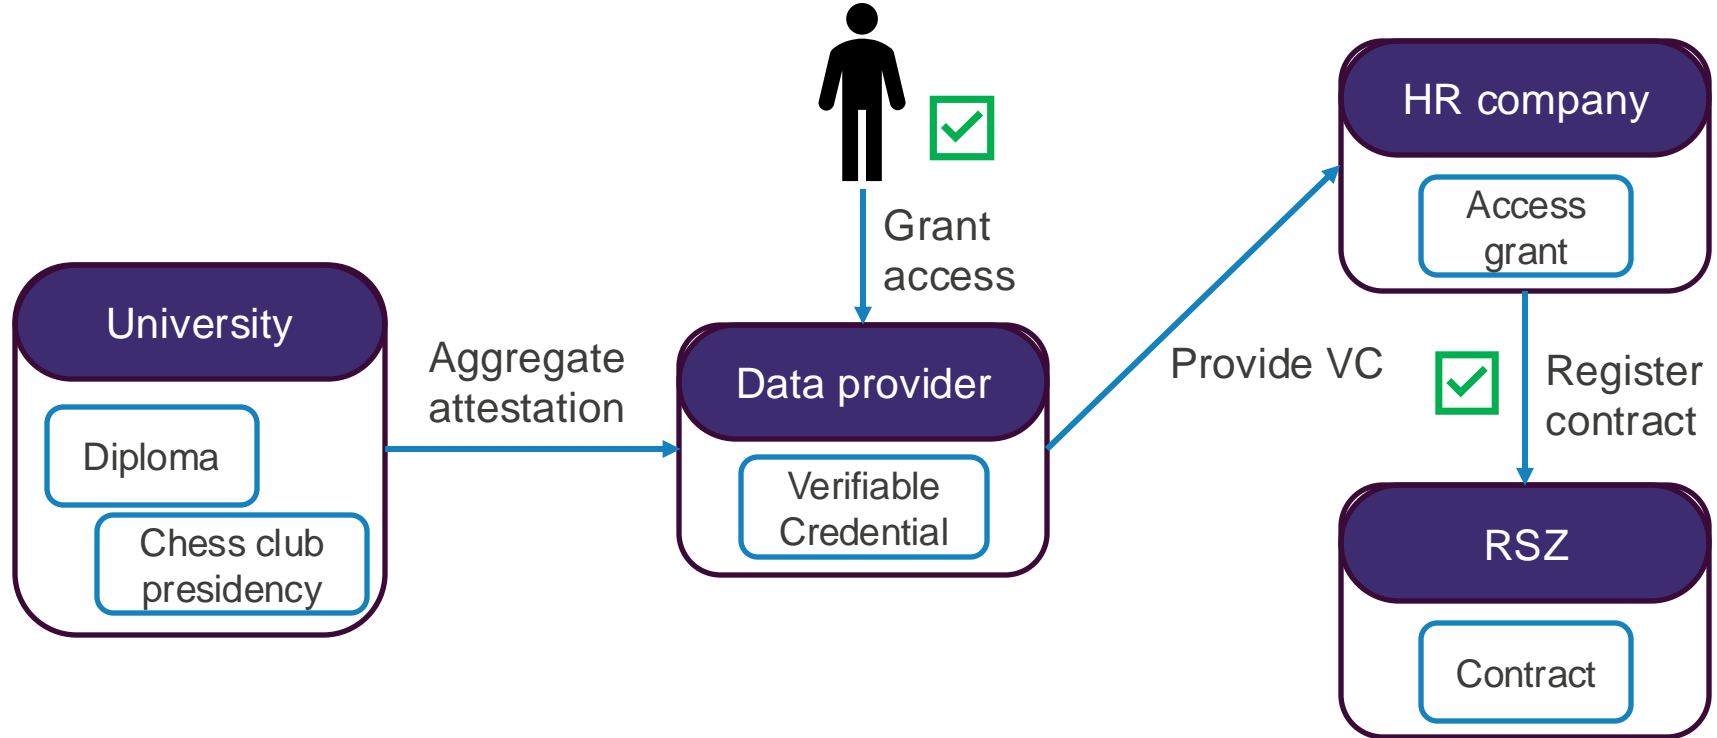 University
Diploma
Chess club
presidency
Aggregate
attestation
Grant
access
Data provider
Verifiable
Credential
Provide VC
HR company
Access
grant
Register
contract
RSZ
Contract